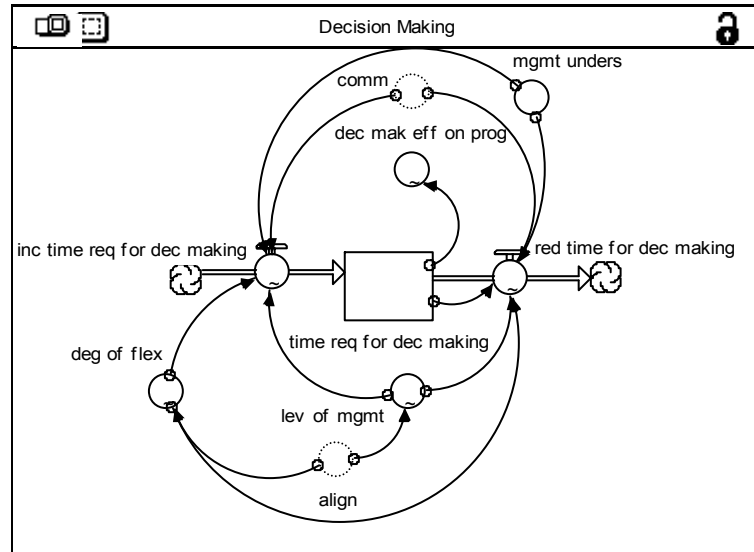 Decision Making
mgmt unders
comm
dec mak eff on prog
inc time req for dec making
red time for dec making
time req for dec making
deg of flex
lev of mgmt
align